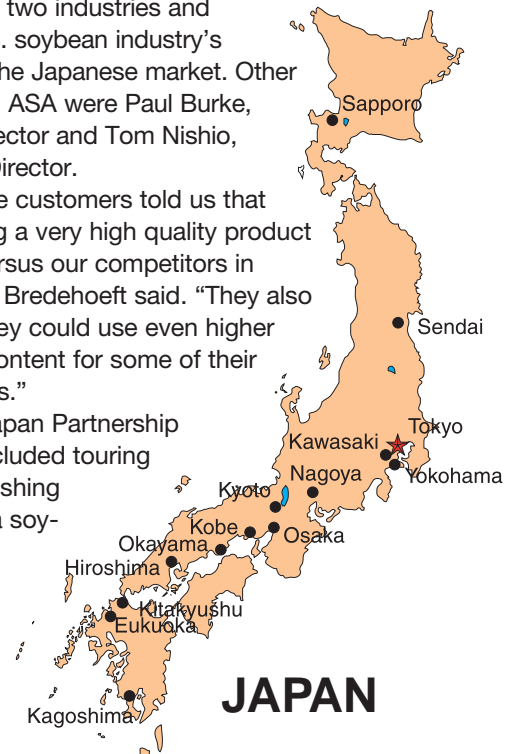 two industries and
. soybean industry's
he Japanese market. Other
ASA were Paul Burke,
ector and Tom Nishio,
Director.
e customers told us that
g a very high quality product
rsus our competitors in
Bredehoeft said. “They also
ey could use even higher
ontent for some of their
s.”
apan Partnership
cluded touring
shing
a soy-
Sapporo
Sendai
Tokyo
Kawasaki
Yokohama
Nagoya
Kyoto
Kobe
Osaka
Okayama
Hiroshima
Kitakyushu
Eukuoka
Kagoshima
JAPAN